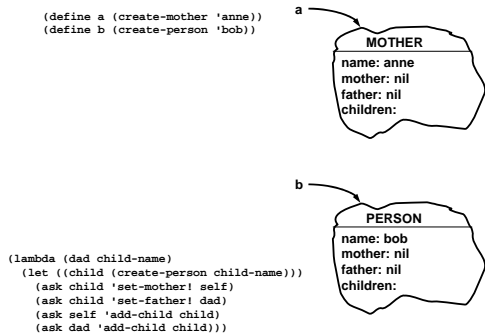 (define a (create-mother 'anne))
(define b (create-person 'bob))
a
MOTHER
name: anne
mother: nil
father: nil
children:
b
PERSON
name: bob
mother: nil
father: nil
children:
(lambda (dad child-name)
(let ((child (create-person child-name)))
(ask child 'set-mother! self)
(ask child 'set-father! dad)
(ask self 'add-child child)
(ask dad 'add-child child)))